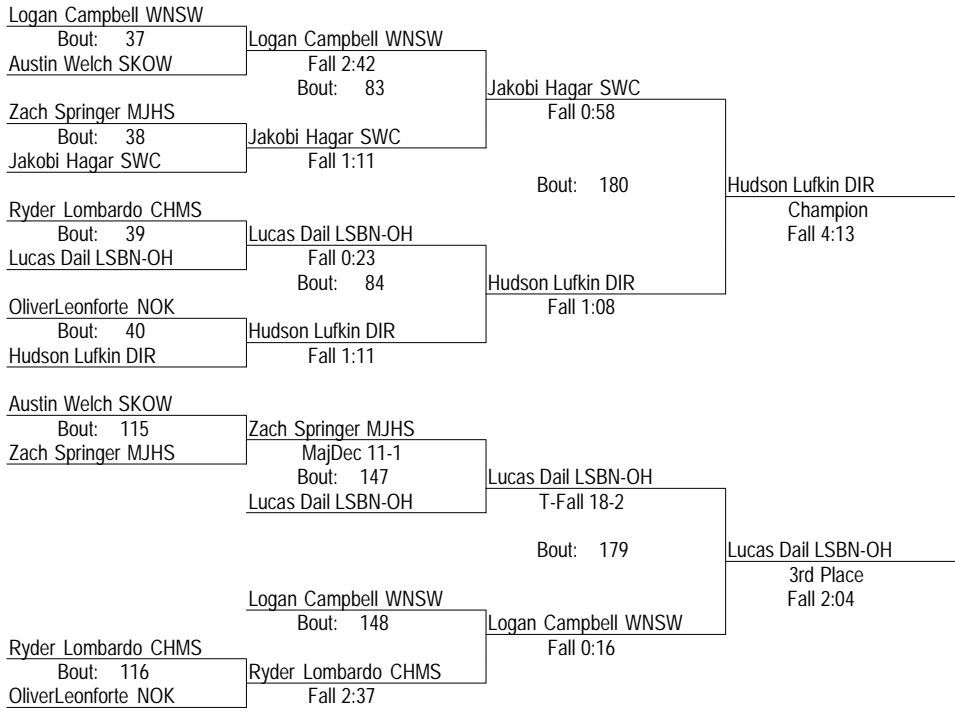 Logan Campbell WNSW
Bout: 37
Austin Welch SKOW
Logan Campbell WNSW
Fall 2:42
Bout: 83
Zach Springer MJHS
Bout: 38
Jakobi Hagar SWC
Jakobi Hagar SWC
Fall 1:11
Jakobi Hagar SWC
Fall 0:58
Bout: 180
Hudson Lufkin DIR
Champion
Fall 4:13
Ryder Lombardo CHMS
Bout: 39
Lucas Dail LSBN-OH
Lucas Dail LSBN-OH
Fall 0:23
Bout: 84
Hudson Lufkin DIR
Fall 1:08
OliverLeonforte NOK
Bout: 40
Hudson Lufkin DIR
Hudson Lufkin DIR
Fall 1:11
Austin Welch SKOW
Bout: 115
Zach Springer MJHS
Zach Springer MJHS
MajDec 11-1
Bout: 147
Lucas Dail LSBN-OH
Lucas Dail LSBN-OH
T-Fall 18-2
Bout: 179
Lucas Dail LSBN-OH
3rd Place
Fall 2:04
Logan Campbell WNSW
Bout: 148
Logan Campbell WNSW
Fall 0:16
Ryder Lombardo CHMS
Bout: 116
OliverLeonforte NOK
Ryder Lombardo CHMS
Fall 2:37